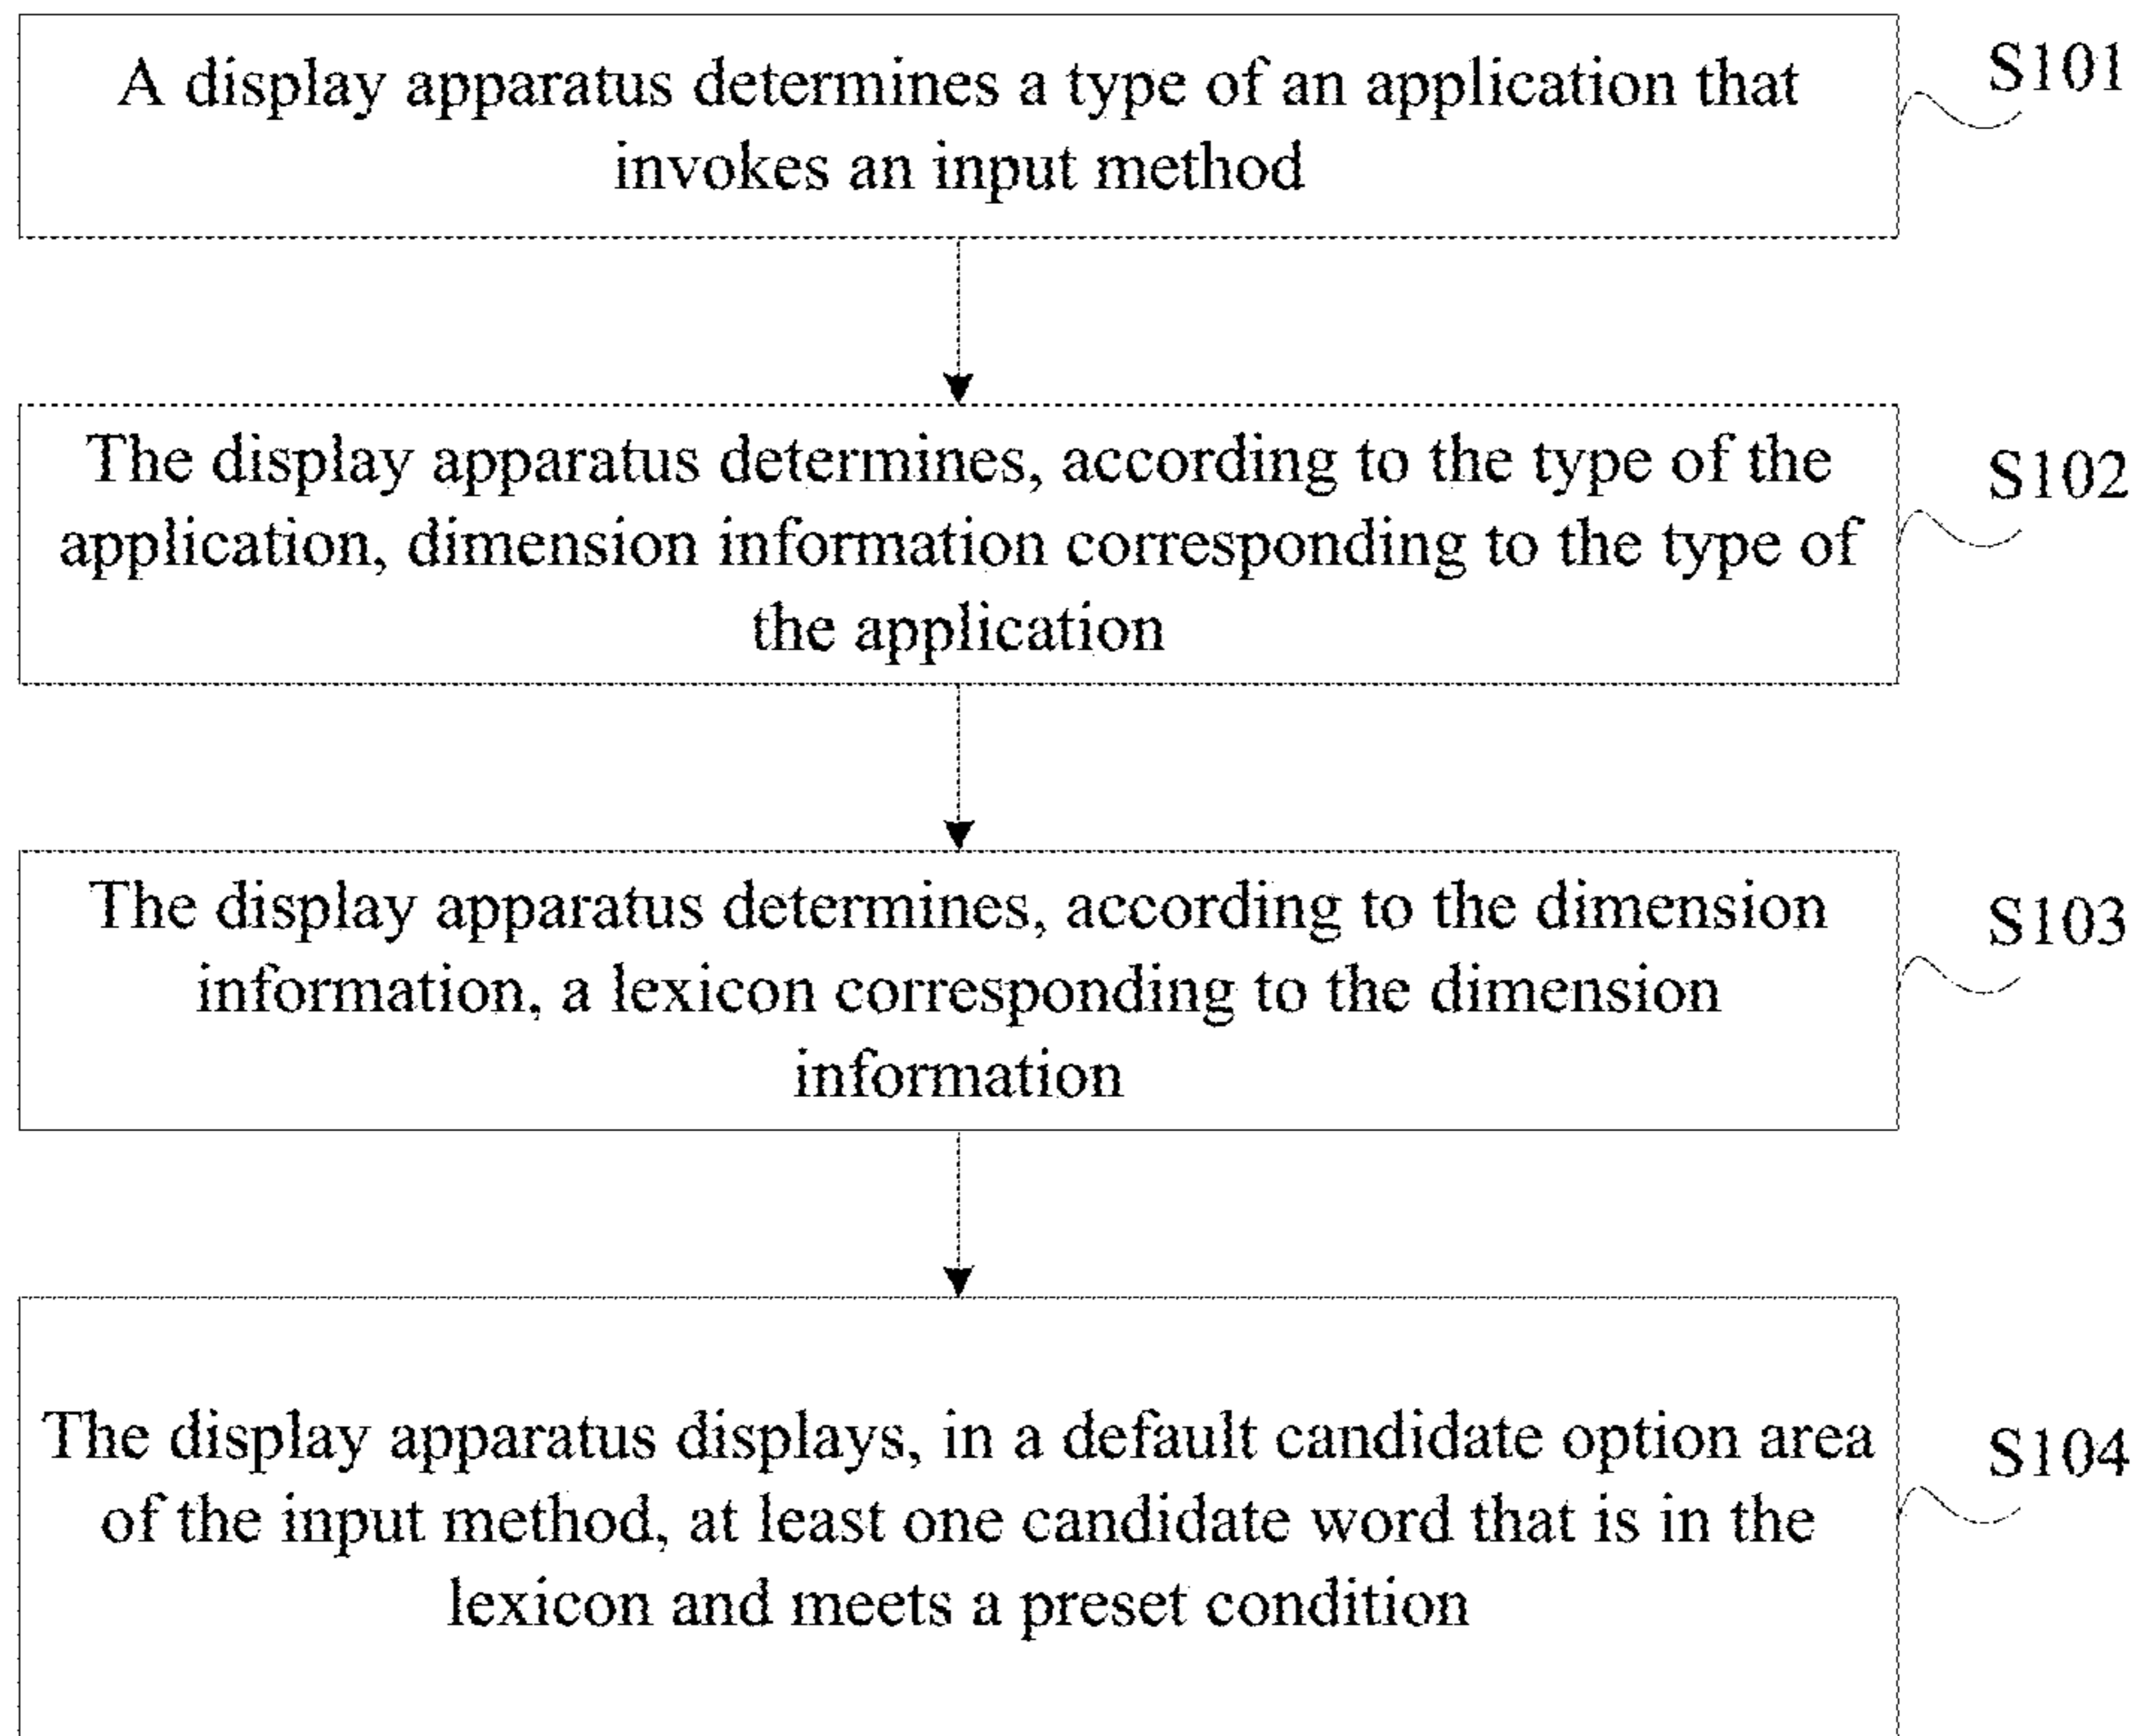 A display apparatus determines a type of an application that
invokes an input method
S101
The display apparatus determines, according to the type of the
application, dimension information corresponding to the type of
the application
S102
The display apparatus determines, according to the dimension
information, a lexicon corresponding to the dimension
information
S103
The display apparatus displays, in a default candidate option area
of the input method, at least one candidate word that is in the
lexicon and meets a preset condition
S104